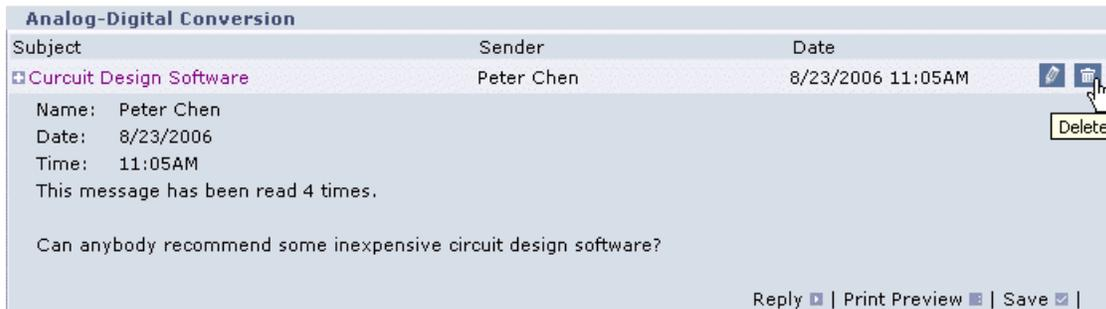 Analog-Digital Conversion
Subject Sender Date
Curcuit Design Software Peter Chen 8/23/2006 11:05AM
Delete
Name: Peter Chen
Date: 8/23/2006
Time: 11:05AM
This message has been read 4 times.
Can anybody recommend some inexpensive circuit design software?
Reply | Print Preview | Save |